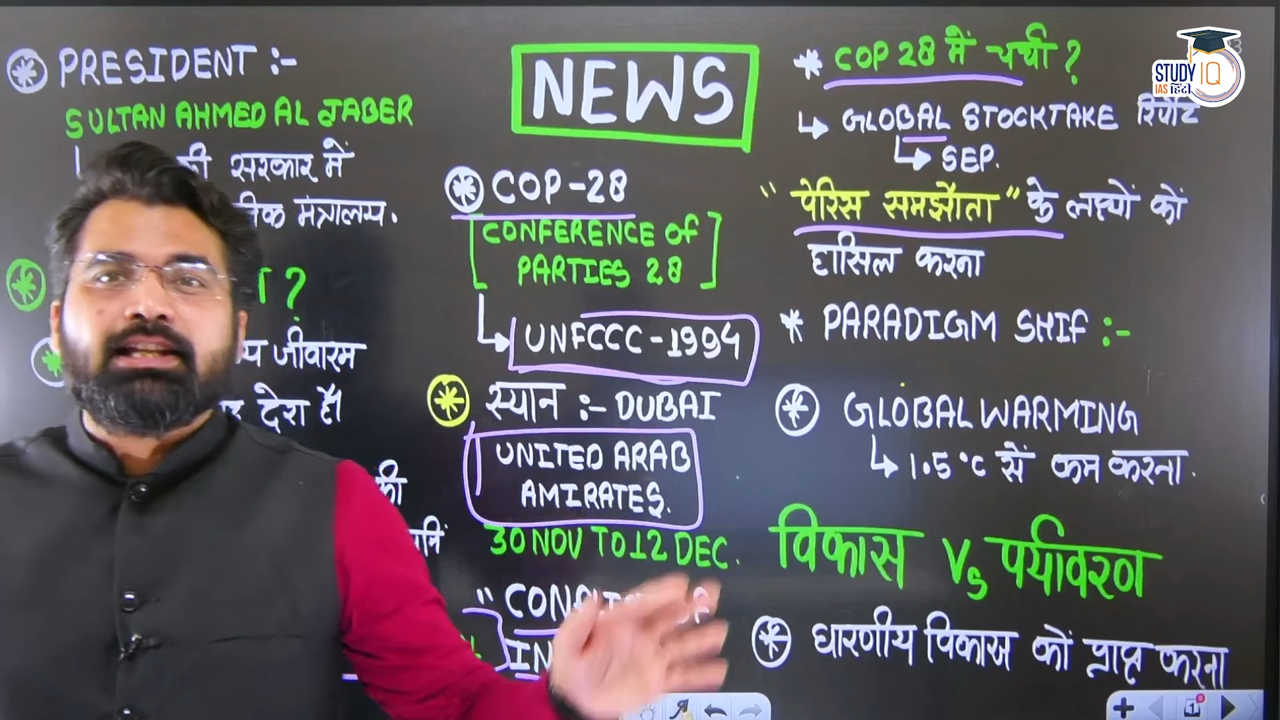 PRESIDENT :-
SULTAN AHMED AL JABER
की सरकार में
मंत्रालय.
?
जीवाश्म
देश है।
की
NEWS
COP-28
[CONFERENCE OF
PARTIES 28]
UNFCCC-1994
स्थान :- DUBAI
UNITED ARAB
AMIRATES.
30 NOV TO 12 DEC.
* COP 28 में चर्चा ?
GLOBAL STOCKTAKE रिपोर्ट
SEP.
"पेरिस समझौता" के लक्ष्यों कों
हासिल करना
* PARADIGM SHIF :-
GLOBAL WARMING
1.5°C से कम करना.
विकास Vs पर्यावरण
धारणीय विकास कों प्राप्त करना
STUDY IQ
IAS हिंदी
1